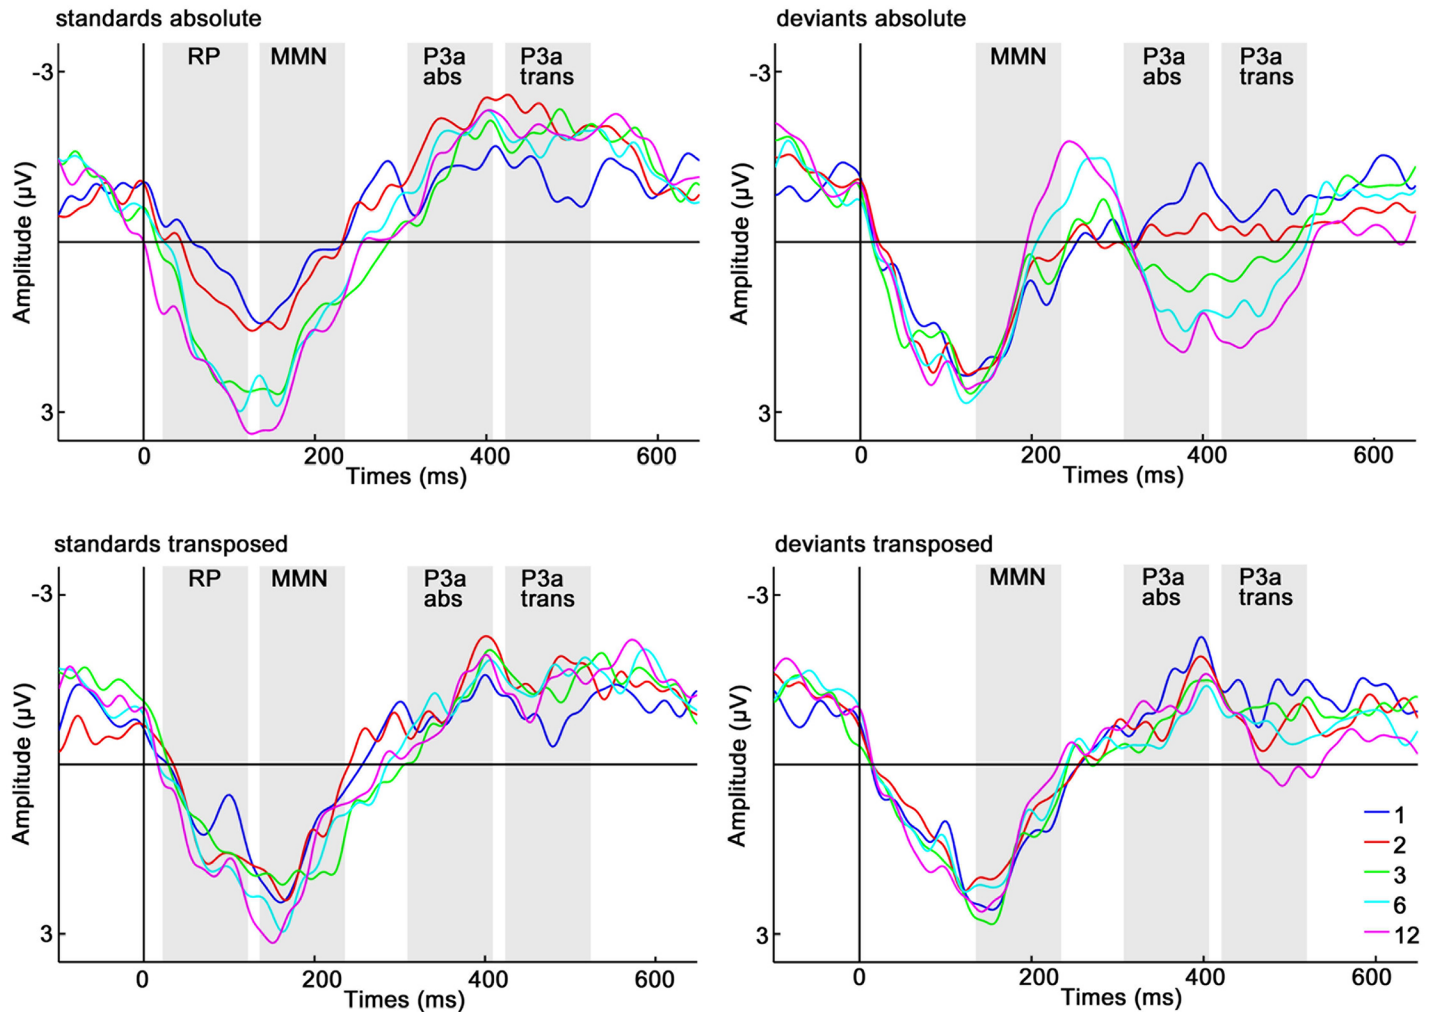 standards absolute
RP
MMN
P3a
abs
P3a
trans
-3
3
Amplitude (µV)
0
200
400
600
Times (ms)
deviants absolute
MMN
P3a
abs
P3a
trans
-3
3
Amplitude (µV)
0
200
400
600
Times (ms)
standards transposed
RP
MMN
P3a
abs
P3a
trans
-3
3
Amplitude (µV)
0
200
400
600
Times (ms)
deviants transposed
MMN
P3a
abs
P3a
trans
-3
3
Amplitude (µV)
0
200
400
600
Times (ms)
1
2
3
6
12